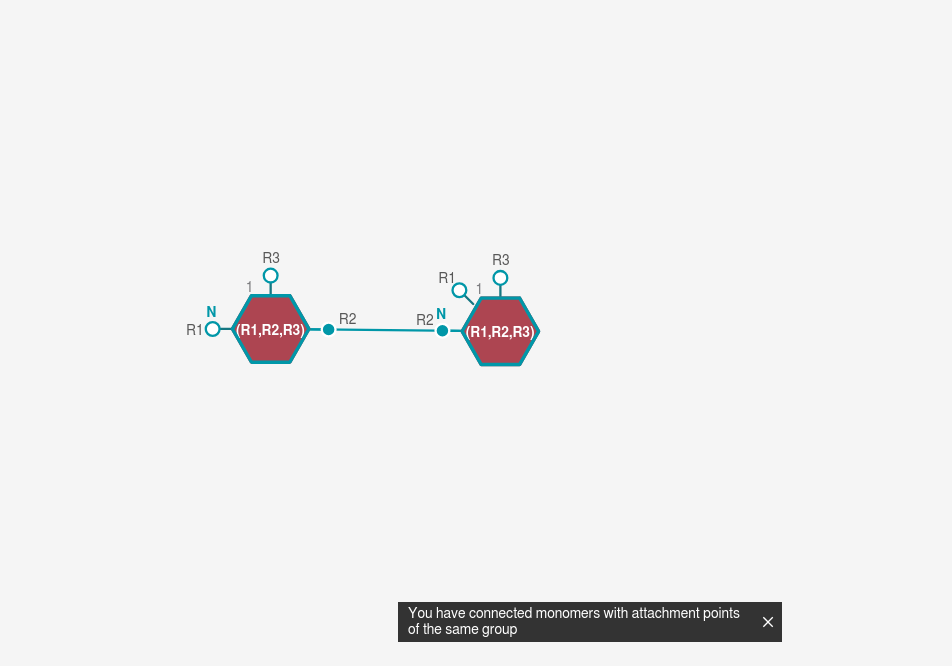 R3
R3
1
R1
1
N
R2
R2
N
R1
(R1,R2,R3)
(R1,R2,R3)
You have connected monomers with attachment points
of the same group